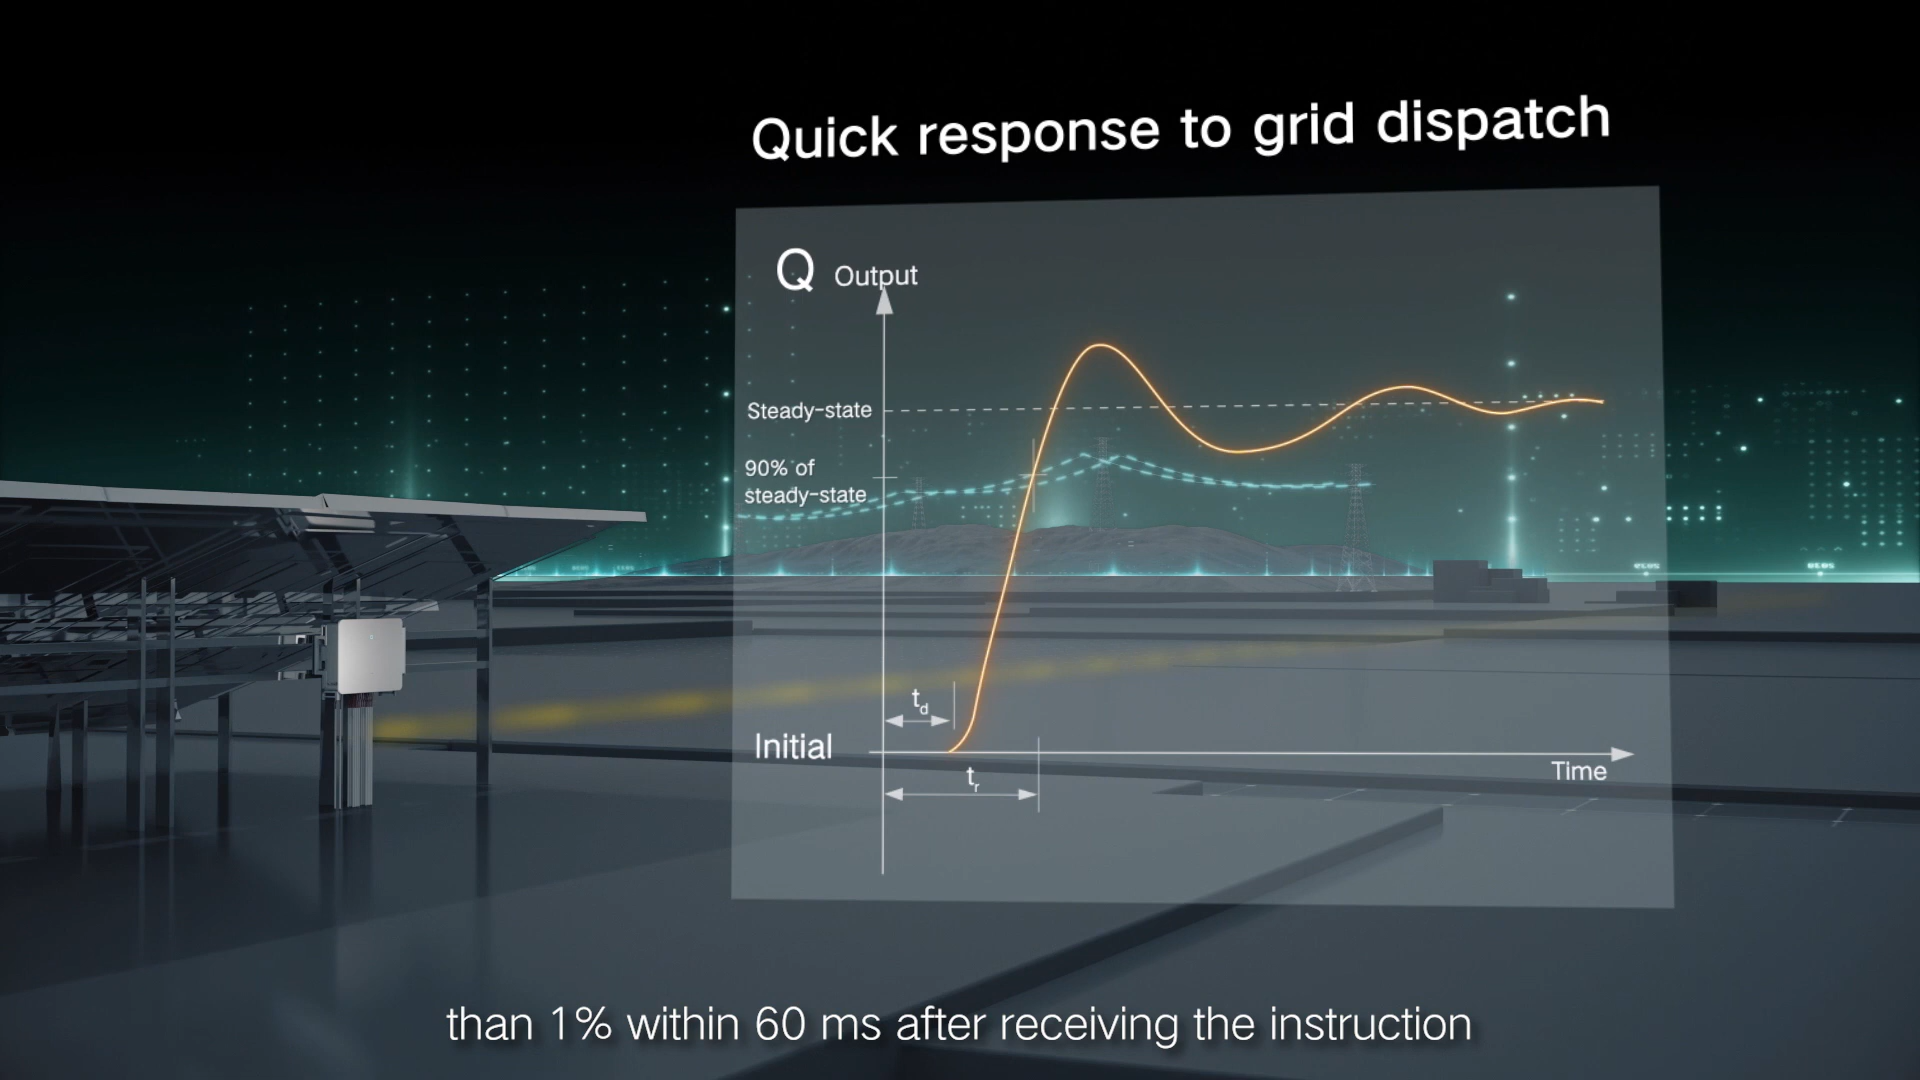 Quick response to grid dispatch
Q Output
Steady-state
90% of
steady-state
td
Initial
tr
Time
than 1% within 60 ms after receiving the instruction